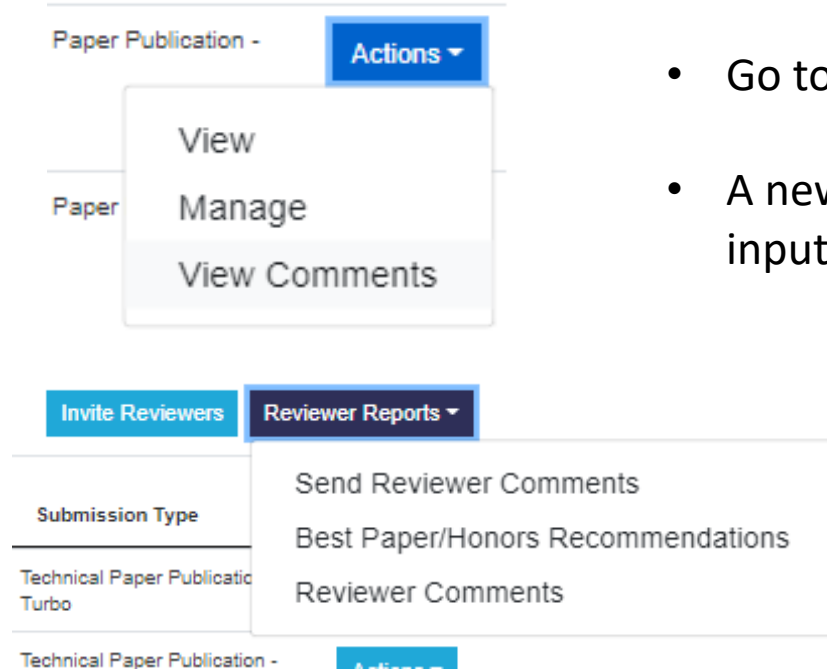 Paper Publication -
Actions
View
Paper
Manage
View Comments
• Go to
• A new
input
Invite Reviewers
Reviewer Reports
Submission Type
Send Reviewer Comments
Best Paper/Honors Recommendations
Reviewer Comments
Technical Paper Publicatio
Turbo
Technical Paper Publication -
Actions